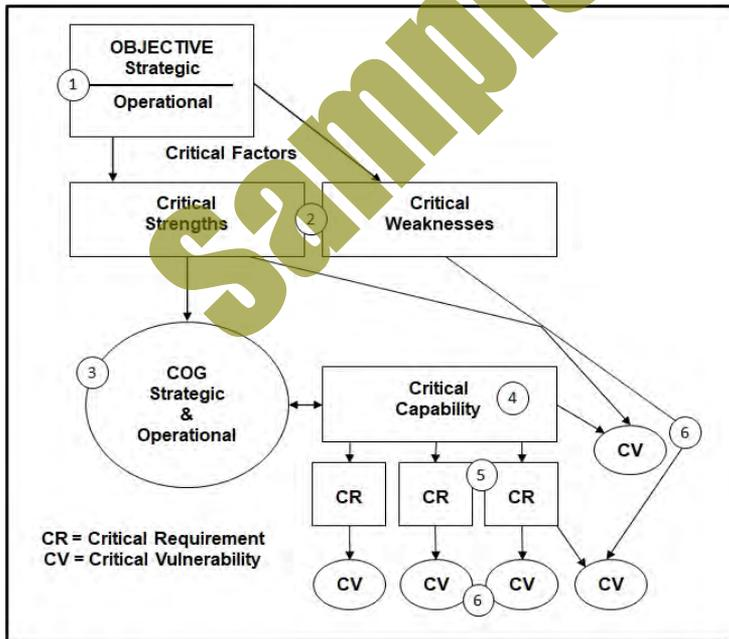 Sample
OBJECTIVE
Strategic
1
Operational
Critical Factors
Critical
Strengths
2
Critical
Weaknesses
3
COG
Strategic
&
Operational
Critical
Capability
4
6
CV
5
CR
CR
CR
CR = Critical Requirement
CV = Critical Vulnerability
CV
CV
CV
CV
6